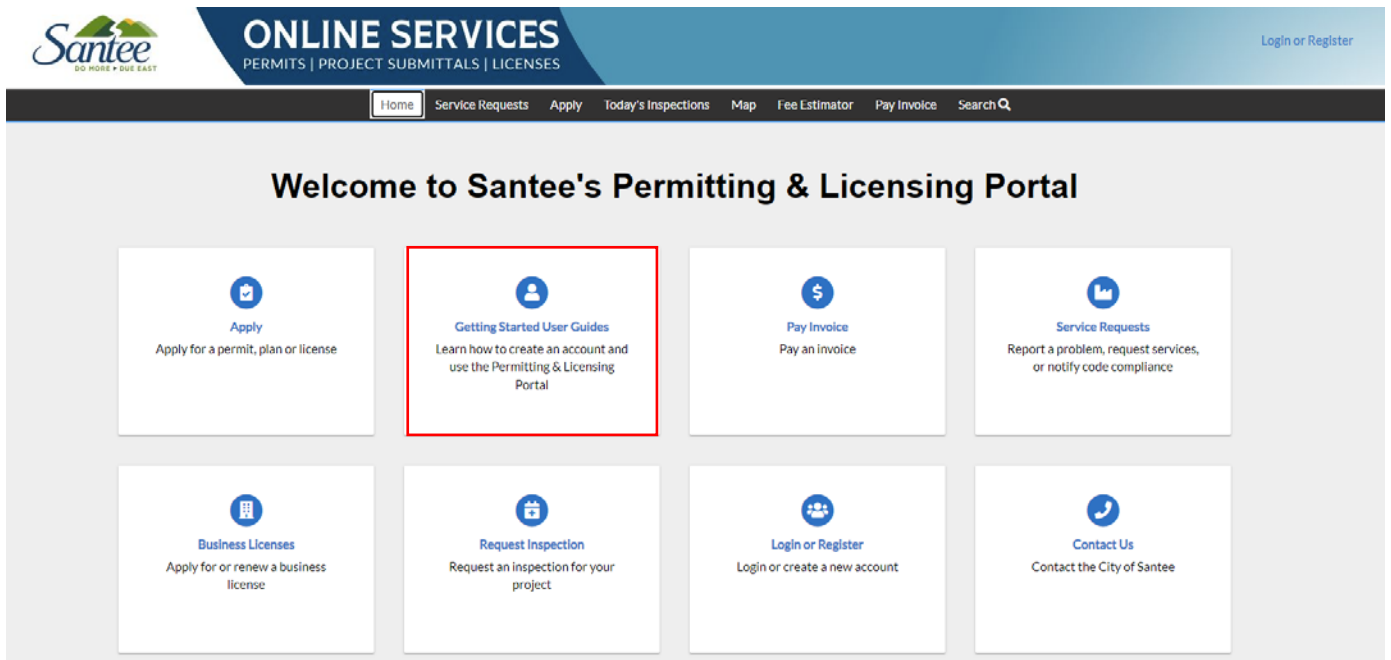 Santee
DO MORE • DUE EAST
ONLINE SERVICES
PERMITS | PROJECT SUBMITTALS | LICENSES
Login or Register
Home Service Requests Apply Today's Inspections Map Fee Estimator Pay Invoice Search
Welcome to Santee's Permitting & Licensing Portal
Apply
Apply for a permit, plan or license
Getting Started User Guides
Learn how to create an account and
use the Permitting & Licensing
Portal
Pay Invoice
Pay an invoice
Service Requests
Report a problem, request services,
or notify code compliance
Business Licenses
Apply for or renew a business
license
Request Inspection
Request an inspection for your
project
Login or Register
Login or create a new account
Contact Us
Contact the City of Santee